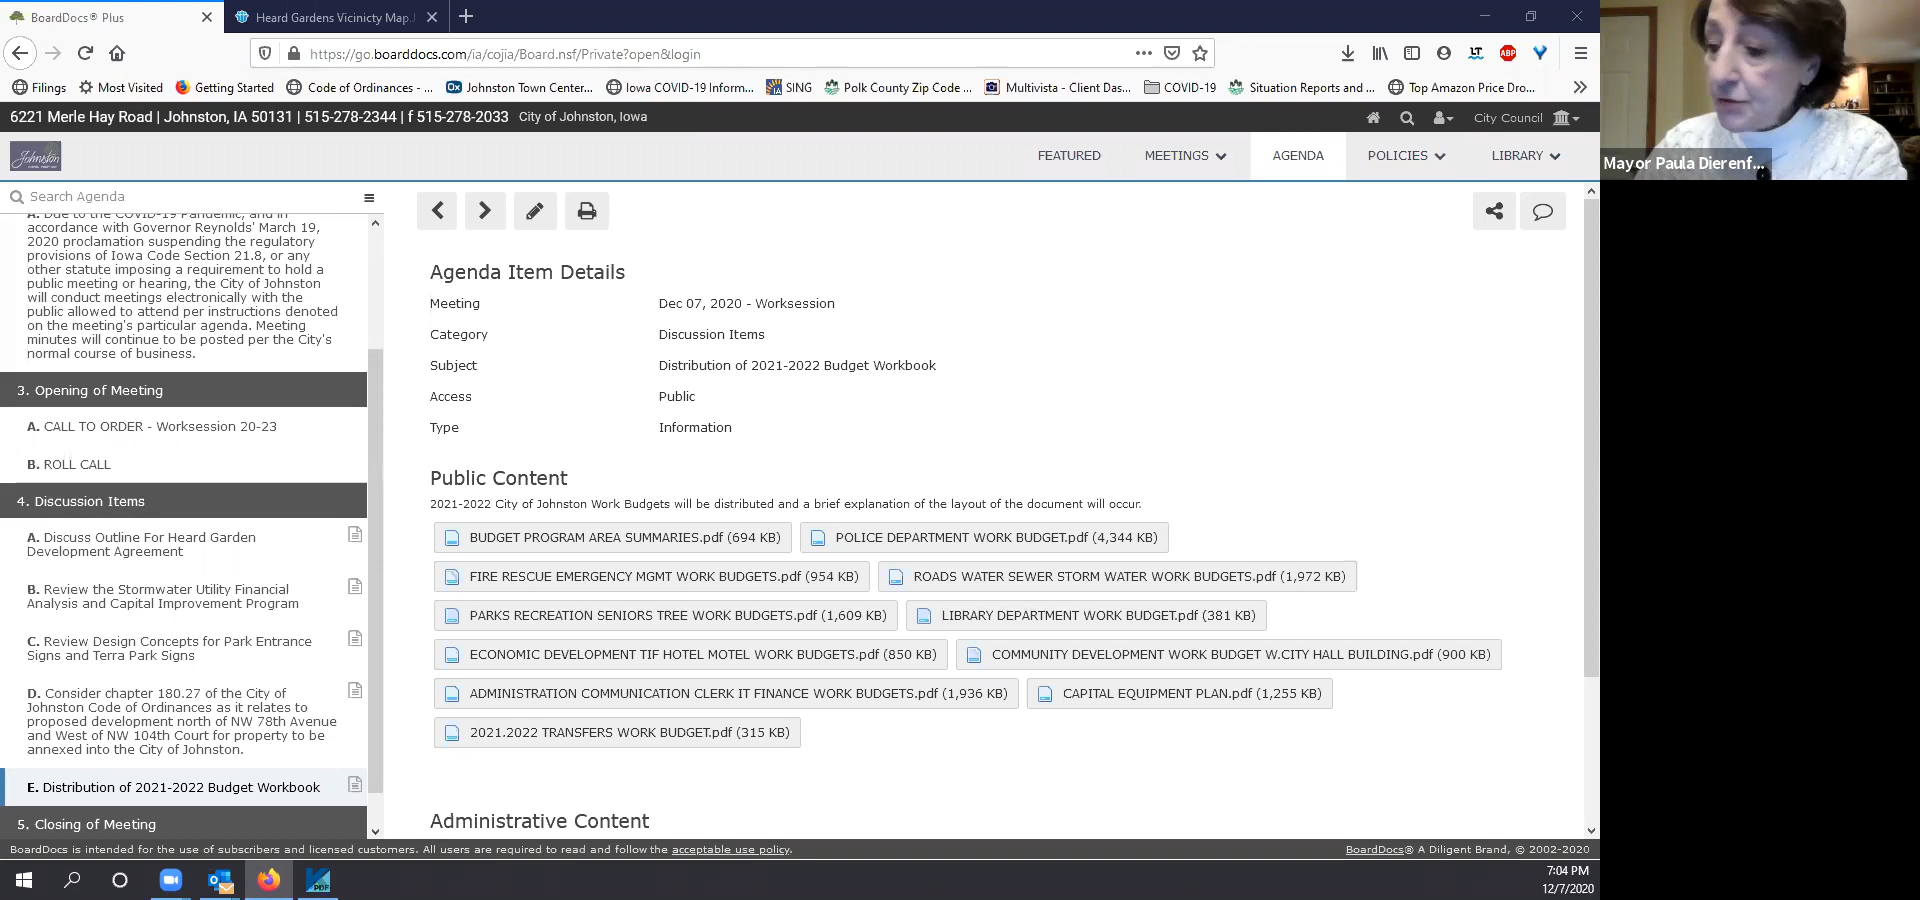 BoardDocs® Plus
Heard Gardens Vicinicty Map.
https://go.boarddocs.com/ia/cojia/Board.nsf/Private?open&login
Filings
Most Visited
Getting Started
Code of Ordinances - ...
Johnston Town Center...
Iowa COVID-19 Inform...
SING
Polk County Zip Code ...
Multivista - Client Das...
COVID-19
Situation Reports and ...
Top Amazon Price Dro...
6221 Merle Hay Road | Johnston, IA 50131 | 515-278-2344 | f 515-278-2033 City of Johnston, Iowa
City Council
Johnston
FEATURED
MEETINGS
AGENDA
POLICIES
LIBRARY
Search Agenda
A. Due to the COVID-19 Pandemic, and in
accordance with Governor Reynolds' March 19,
2020 proclamation suspending the regulatory
provisions of Iowa Code Section 21.8, or any
other statute imposing a requirement to hold a
public meeting or hearing, the City of Johnston
will conduct meetings electronically with the
public allowed to attend per instructions denoted
on the meeting's particular agenda. Meeting
minutes will continue to be posted per the City's
normal course of business.
3. Opening of Meeting
A. CALL TO ORDER - Worksession 20-23
B. ROLL CALL
4. Discussion Items
A. Discuss Outline For Heard Garden
Development Agreement
B. Review the Stormwater Utility Financial
Analysis and Capital Improvement Program
C. Review Design Concepts for Park Entrance
Signs and Terra Park Signs
D. Consider chapter 180.27 of the City of
Johnston Code of Ordinances as it relates to
proposed development north of NW 78th Avenue
and West of NW 104th Court for property to be
annexed into the City of Johnston.
E. Distribution of 2021-2022 Budget Workbook
5. Closing of Meeting
Agenda Item Details
Meeting Dec 07, 2020 - Worksession
Category Discussion Items
Subject Distribution of 2021-2022 Budget Workbook
Access Public
Type Information
Public Content
2021-2022 City of Johnston Work Budgets will be distributed and a brief explanation of the layout of the document will occur.
BUDGET PROGRAM AREA SUMMARIES.pdf (694 KB)
POLICE DEPARTMENT WORK BUDGET.pdf (4,344 KB)
FIRE RESCUE EMERGENCY MGMT WORK BUDGETS.pdf (954 KB)
ROADS WATER SEWER STORM WATER WORK BUDGETS.pdf (1,972 KB)
PARKS RECREATION SENIORS TREE WORK BUDGETS.pdf (1,609 KB)
LIBRARY DEPARTMENT WORK BUDGET.pdf (381 KB)
ECONOMIC DEVELOPMENT TIF HOTEL MOTEL WORK BUDGETS.pdf (850 KB)
COMMUNITY DEVELOPMENT WORK BUDGET W.CITY HALL BUILDING.pdf (900 KB)
ADMINISTRATION COMMUNICATION CLERK IT FINANCE WORK BUDGETS.pdf (1,936 KB)
CAPITAL EQUIPMENT PLAN.pdf (1,255 KB)
2021.2022 TRANSFERS WORK BUDGET.pdf (315 KB)
Administrative Content
BoardDocs is intended for the use of subscribers and licensed customers. All users are required to read and follow the acceptable use policy.
BoardDocs® A Diligent Brand, © 2002-2020
7:04 PM
12/7/2020
Mayor Paula Dierenf...